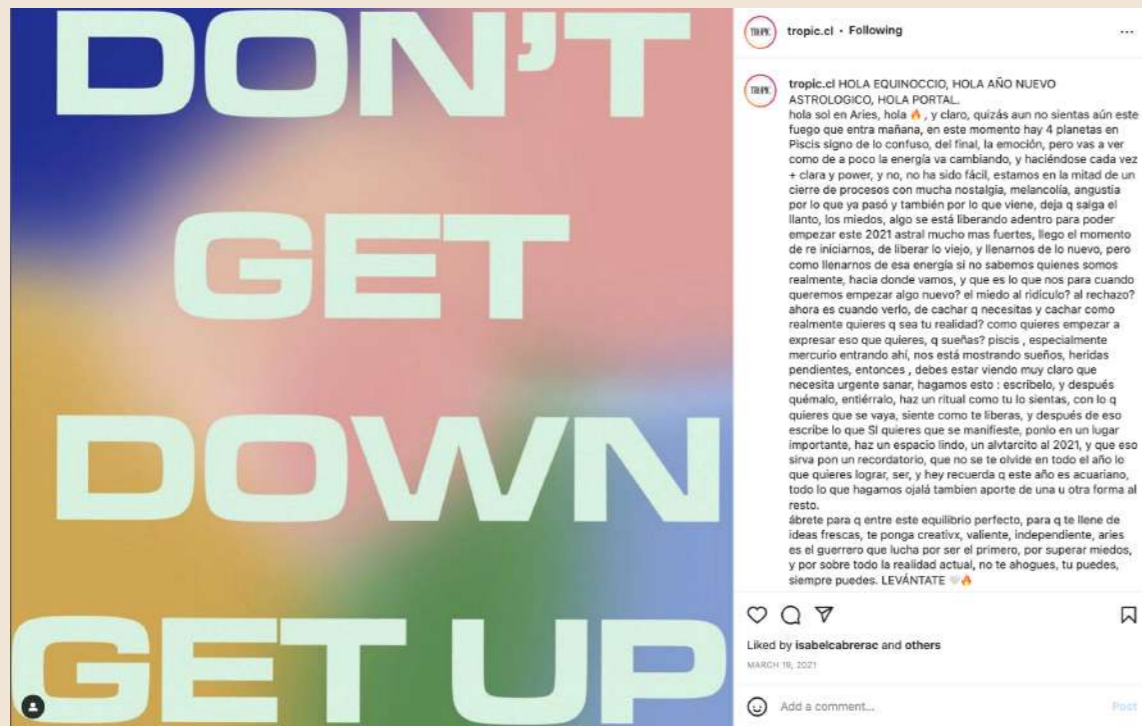 DON'T
GET
DOWN
GET UP
TROPIC
tropic.cl • Following
TROPIC
tropic.cl HOLA EQUINOCCIO, HOLA AÑO NUEVO
ASTROLOGICO, HOLA PORTAL.
hola sol en Aries, hola 🔥, y claro, quizás aun no sientas aún este
fuego que entra mañana, en este momento hay 4 planetas en
Piscis signo de lo confuso, del final, la emoción, pero vas a ver
como de a poco la energía va cambiando, y haciéndose cada vez
+ clara y power, y no, no ha sido fácil, estamos en la mitad de un
cierre de procesos con mucha nostalgia, melancolía, angustia
por lo que ya pasó y también por lo que viene, deja q salga el
llanto, los miedos, algo se está liberando adentro para poder
empezar este 2021 astral mucho mas fuertes, llego el momento
de re iniciarnos, de liberar lo viejo, y llenarnos de lo nuevo, pero
como llenarnos de esa energía si no sabemos quienes somos
realmente, hacia donde vamos, y que es lo que nos para cuando
queremos empezar algo nuevo? el miedo al ridículo? al rechazo?
ahora es cuando verlo, de cachar q necesitas y cachar como
realmente quieres q sea tu realidad? como quieres empezar a
expresar eso que quieres, q sueñas? piscis , especialmente
mercurio entrando ahí, nos está mostrando sueños, heridas
pendientes, entonces , debes estar viendo muy claro que
necesita urgente sanar, hagamos esto : escríbelo, y después
quémalo, entiérralo, haz un ritual como tu lo sientas, con lo q
quieres que se vaya, siente como te liberas, y después de eso
escribe lo que SI quieres que se manifieste, ponlo en un lugar
importante, haz un espacio lindo, un alvtarcito al 2021, y que eso
sirva pon un recordatorio, que no se te olvide en todo el año lo
que quieres lograr, ser, y hey recuerda q este año es acuariano,
todo lo que hagamos ojalá tambien aporte de una u otra forma al
resto.
ábrete para q entre este equilibrio perfecto, para q te llene de
ideas frescas, te ponga creativx, valiente, independiente, aries
es el guerrero que lucha por ser el primero, por superar miedos,
y por sobre todo la realidad actual, no te ahogues, tu puedes,
siempre puedes. LEVÁNTATE 🤍🔥
Liked by isabelcabrerac and others
MARCH 19, 2021
Add a comment...
Post